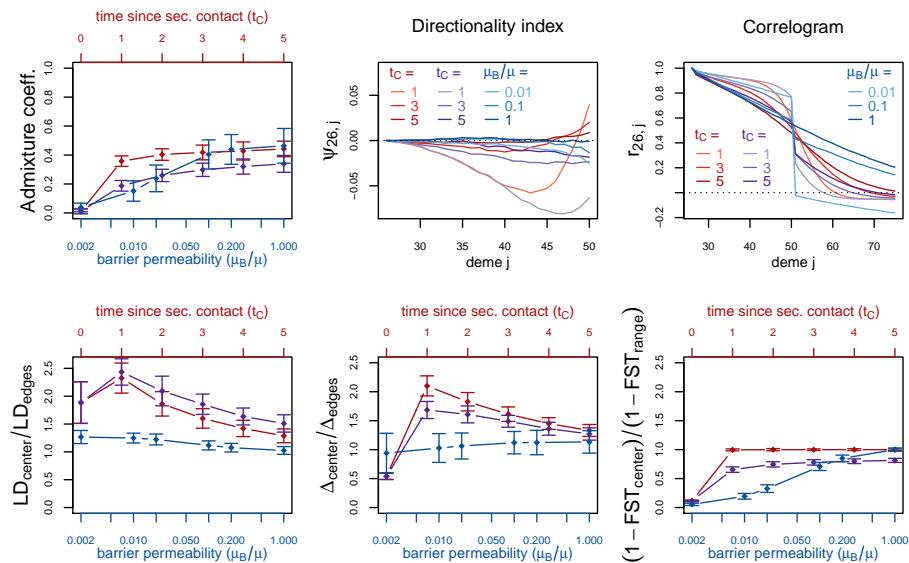 time since sec. contact (tC)
0 1 2 3 4 5
Admixture coeff.
0.0 0.2 0.4 0.6 0.8 1.0
0.002 0.010 0.050 0.200 1.000
barrier permeability (μB/μ)
Directionality index
tC = tC = μB/μ =
1 1 0.01
3 3 0.1
5 5 1
Ψ26, j
−0.05 0.00 0.05
30 35 40 45 50
deme j
Correlogram
μB/μ =
0.01
0.1
1
tC = tC =
1 1
3 3
5 5
r26, j
−0.2 0.2 0.4 0.6 0.8 1.0
30 40 50 60 70
deme j
time since sec. contact (tC)
0 1 2 3 4 5
LDcenter/LDedges
0.0 0.5 1.0 1.5 2.0 2.5
0.002 0.010 0.050 0.200 1.000
barrier permeability (μB/μ)
time since sec. contact (tC)
0 1 2 3 4 5
Δcenter/Δedges
0.0 0.5 1.0 1.5 2.0 2.5
0.002 0.010 0.050 0.200 1.000
barrier permeability (μB/μ)
time since sec. contact (tC)
0 1 2 3 4 5
(1−FSTcenter)/(1−FSTrange)
0.0 0.5 1.0 1.5 2.0 2.5
0.002 0.010 0.050 0.200 1.000
barrier permeability (μB/μ)